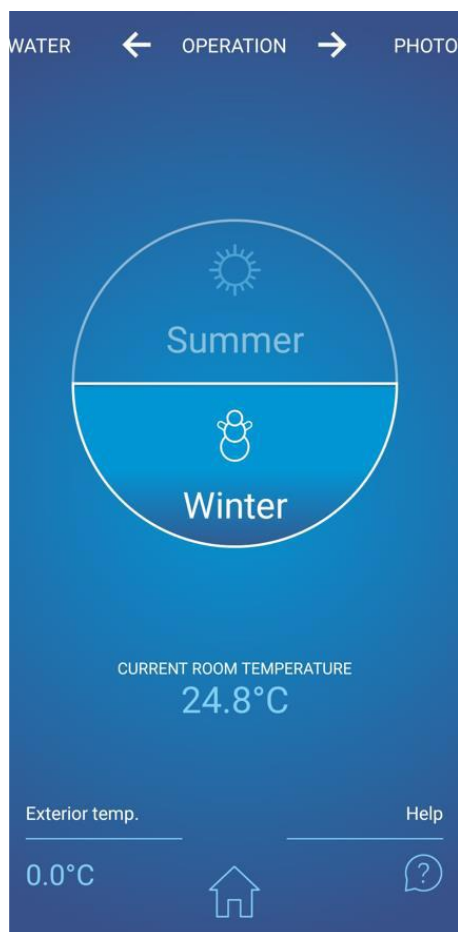 WATER ← OPERATION → PHOTO
Summer
Winter
CURRENT ROOM TEMPERATURE
24.8°C
Exterior temp. Help
0.0°C ?